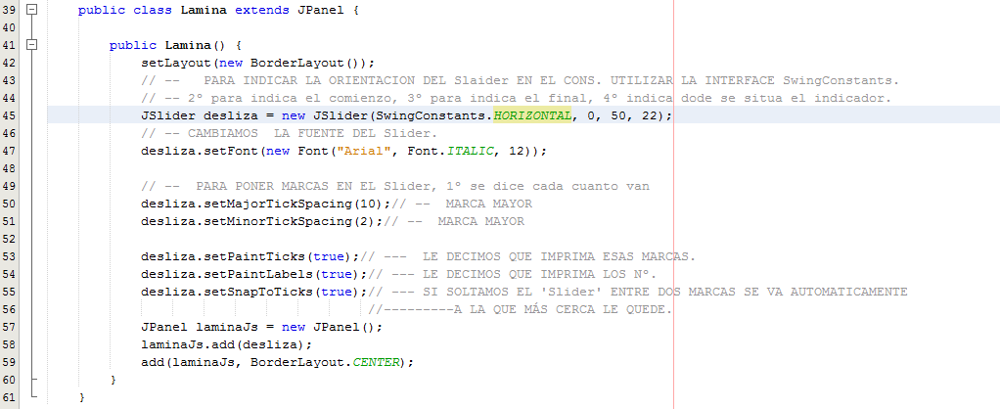 39 public class Lamina extends JPanel {
40
41 public Lamina() {
42 setLayout(new BorderLayout());
43 // -- PARA INDICAR LA ORIENTACION DEL Slaider EN EL CONS. UTILIZAR LA INTERFACE SwingConstants.
44 // -- 2º para indica el comienzo, 3º para indica el final, 4º indica dode se situa el indicador.
45 JSlider desliza = new JSlider(SwingConstants.HORIZONTAL, 0, 50, 22);
46 // -- CAMBIAMOS LA FUENTE DEL Slider.
47 desliza.setFont(new Font("Arial", Font.ITALIC, 12));
48
49 // -- PARA PONER MARCAS EN EL Slider, 1º se dice cada cuanto van
50 desliza.setMajorTickSpacing(10);// -- MARCA MAYOR
51 desliza.setMinorTickSpacing(2);// -- MARCA MAYOR
52
53 desliza.setPaintTicks(true);// --- LE DECIMOS QUE IMPRIMA ESAS MARCAS.
54 desliza.setPaintLabels(true);// --- LE DECIMOS QUE IMPRIMA LOS Nº.
55 desliza.setSnapToTicks(true);// --- SI SOLTAMOS EL 'Slider' ENTRE DOS MARCAS SE VA AUTOMATICAMENTE
56 //---------A LA QUE MÁS CERCA LE QUEDE.
57 JPanel laminaJs = new JPanel();
58 laminaJs.add(desliza);
59 add(laminaJs, BorderLayout.CENTER);
60 }
61 }